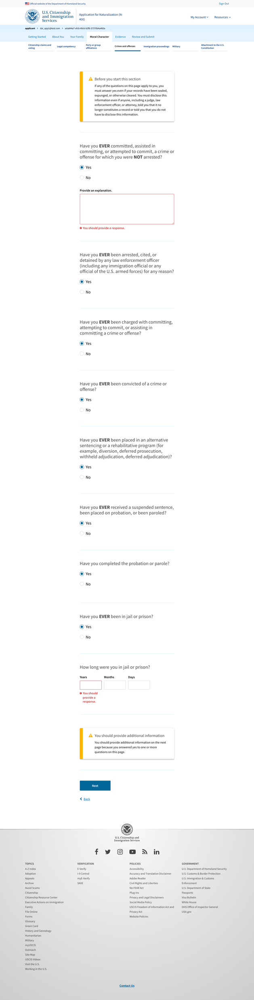 Official website of the Department of Homeland Security
Sign Out
U.S. Citizenship
and Immigration
Services
Application for Naturalization (N-
400)
My Account
Resources
applicant > dai_app1@test.com > ada844a7-efc8-49cb-b3f6-37370b4a460a
Getting Started
About You
Your Family
Moral Character
Evidence
Review and Submit
Citizenship claims and
voting
Legal competency
Party or group
affiliations
Crimes and offenses
Immigration proceedings
Military
Attachment to the U.S.
Constitution
Before you start this section
If any of the questions on this page apply to you, you
must answer yes even if your records have been sealed,
expunged, or otherwise cleared. You must disclose this
information even if anyone, including a judge, law
enforcement officer, or attorney, told you that it no
longer constitutes a record or told you that you do not
have to disclose this information.
Have you EVER committed, assisted in
committing, or attempted to commit, a crime or
offense for which you were NOT arrested?
Yes
No
Provide an explanation.
You should provide a response.
Have you EVER been arrested, cited, or
detained by any law enforcement officer
(including any immigration official or any
official of the U.S. armed forces) for any reason?
Yes
No
Have you EVER been charged with committing,
attempting to commit, or assisting in
committing a crime or offense?
Yes
No
Have you EVER been convicted of a crime or
offense?
Yes
No
Have you EVER been placed in an alternative
sentencing or a rehabilitative program (for
example, diversion, deferred prosecution,
withheld adjudication, deferred adjudication)?
Yes
No
Have you EVER received a suspended sentence,
been placed on probation, or been paroled?
Yes
No
Have you completed the probation or parole?
Yes
No
Have you EVER been in jail or prison?
Yes
No
How long were you in jail or prison?
Years
Months
Days
You should
provide a
response.
You should provide additional information
You should provide additional information on the next
page because you answered yes to one or more
questions on this page.
Next
Back
U.S. Citizenship and
Immigration Services
TOPICS
A-Z Index
Adoption
Appeals
Archive
Avoid Scams
Citizenship
Citizenship Resource Center
Executive Actions on Immigration
Family
File Online
Forms
Glossary
Green Card
History and Genealogy
Humanitarian
Military
myUSCIS
Outreach
Site Map
USCIS Videos
Visit the U.S.
Working in the U.S.
VERIFICATION
E-Verify
I-9 Central
myE-Verify
SAVE
POLICIES
Accessibility
Accuracy and Translation Disclaimer
Adobe Reader
Civil Rights and Liberties
No FEAR Act
Plug-ins
Privacy and Legal Disclaimers
Social Media Policy
USCIS Freedom of Information Act and
Privacy Act
Website Policies
GOVERNMENT
U.S. Department of Homeland Security
U.S. Customs & Border Protection
U.S. Immigration & Customs
Enforcement
U.S. Department of State
Passports
Visa Bulletin
White House
DHS Office of Inspector General
USA.gov
Contact Us